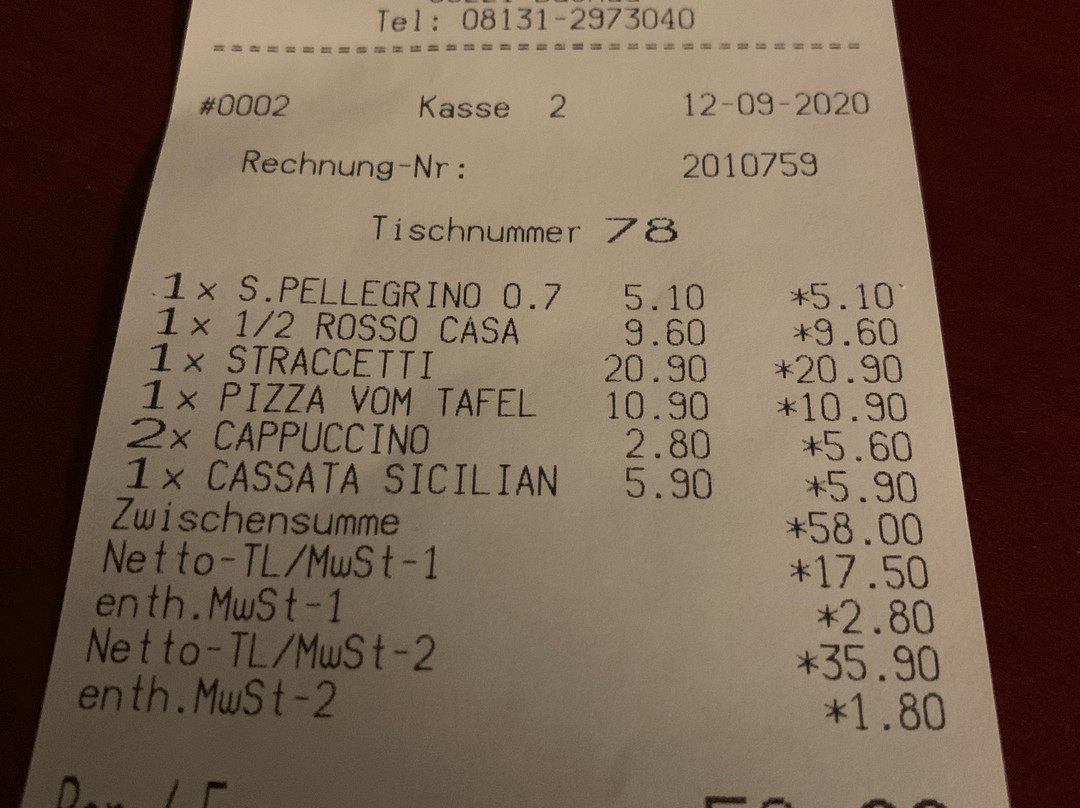 Tel: 08131-2973040
================================================
#0002 Kasse 2 12-09-2020
Rechnung-Nr: 2010759
Tischnummer 78
1x S.PELLEGRINO 0.7 5.10 *5.10
1x 1/2 ROSSO CASA 9.60 *9.60
1x STRACCETTI 20.90 *20.90
1x PIZZA VOM TAFEL 10.90 *10.90
2x CAPPUCCINO 2.80 *5.60
1x CASSATA SICILIAN 5.90 *5.90
Zwischensumme *58.00
Netto-TL/MwSt-1 *17.50
enth.MwSt-1 *2.80
Netto-TL/MwSt-2 *35.90
enth.MwSt-2 *1.80